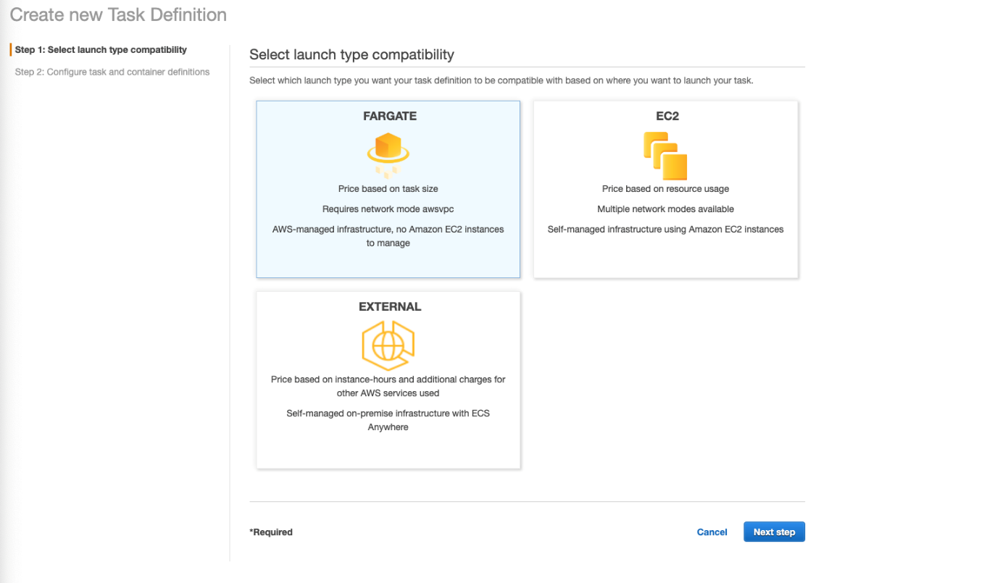 Create new Task Definition
Step 1: Select launch type compatibility
Step 2: Configure task and container definitions
Select launch type compatibility
Select which launch type you want your task definition to be compatible with based on where you want to launch your task.
FARGATE
Price based on task size
Requires network mode awsvpc
AWS-managed infrastructure, no Amazon EC2 instances
to manage
EC2
Price based on resource usage
Multiple network modes available
Self-managed infrastructure using Amazon EC2 instances
EXTERNAL
Price based on instance-hours and additional charges for
other AWS services used
Self-managed on-premise infrastructure with ECS
Anywhere
*Required
Cancel
Next step